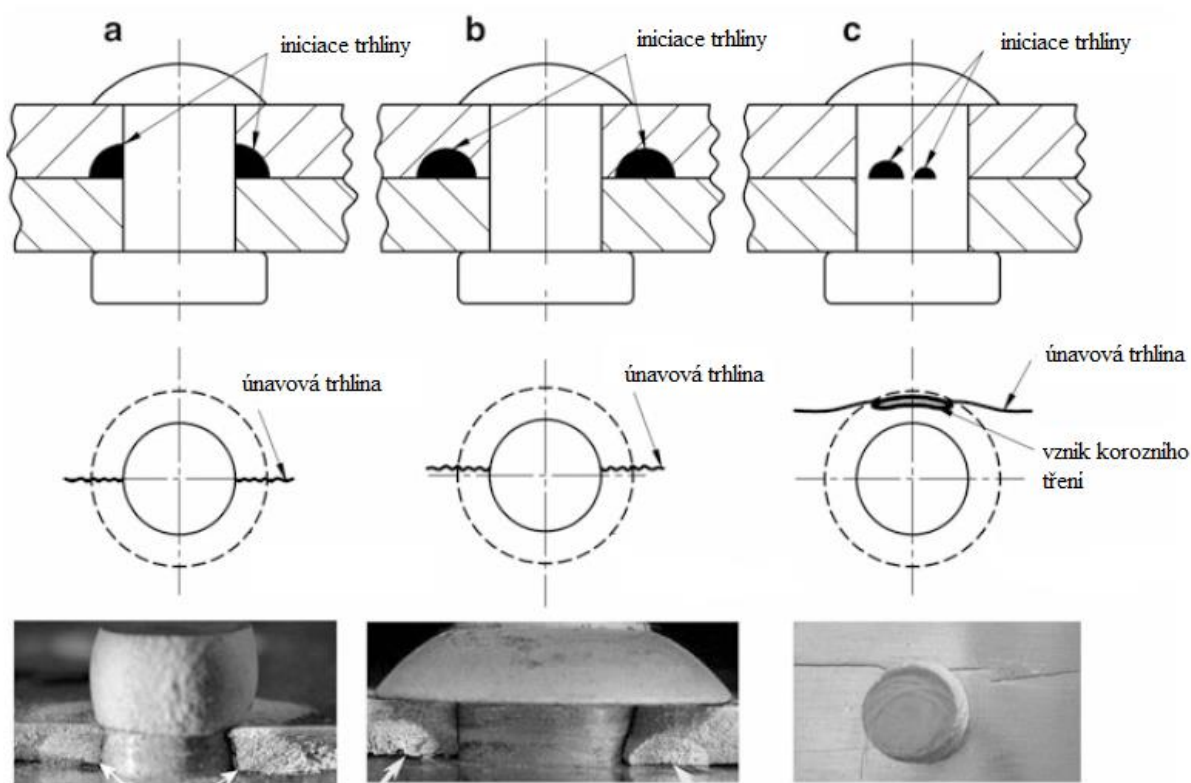 a
iniciace trhliny
b
iniciace trhliny
c
iniciace trhliny
únavová trhlina
únavová trhlina
únavová trhlina
vznik korozního
tření